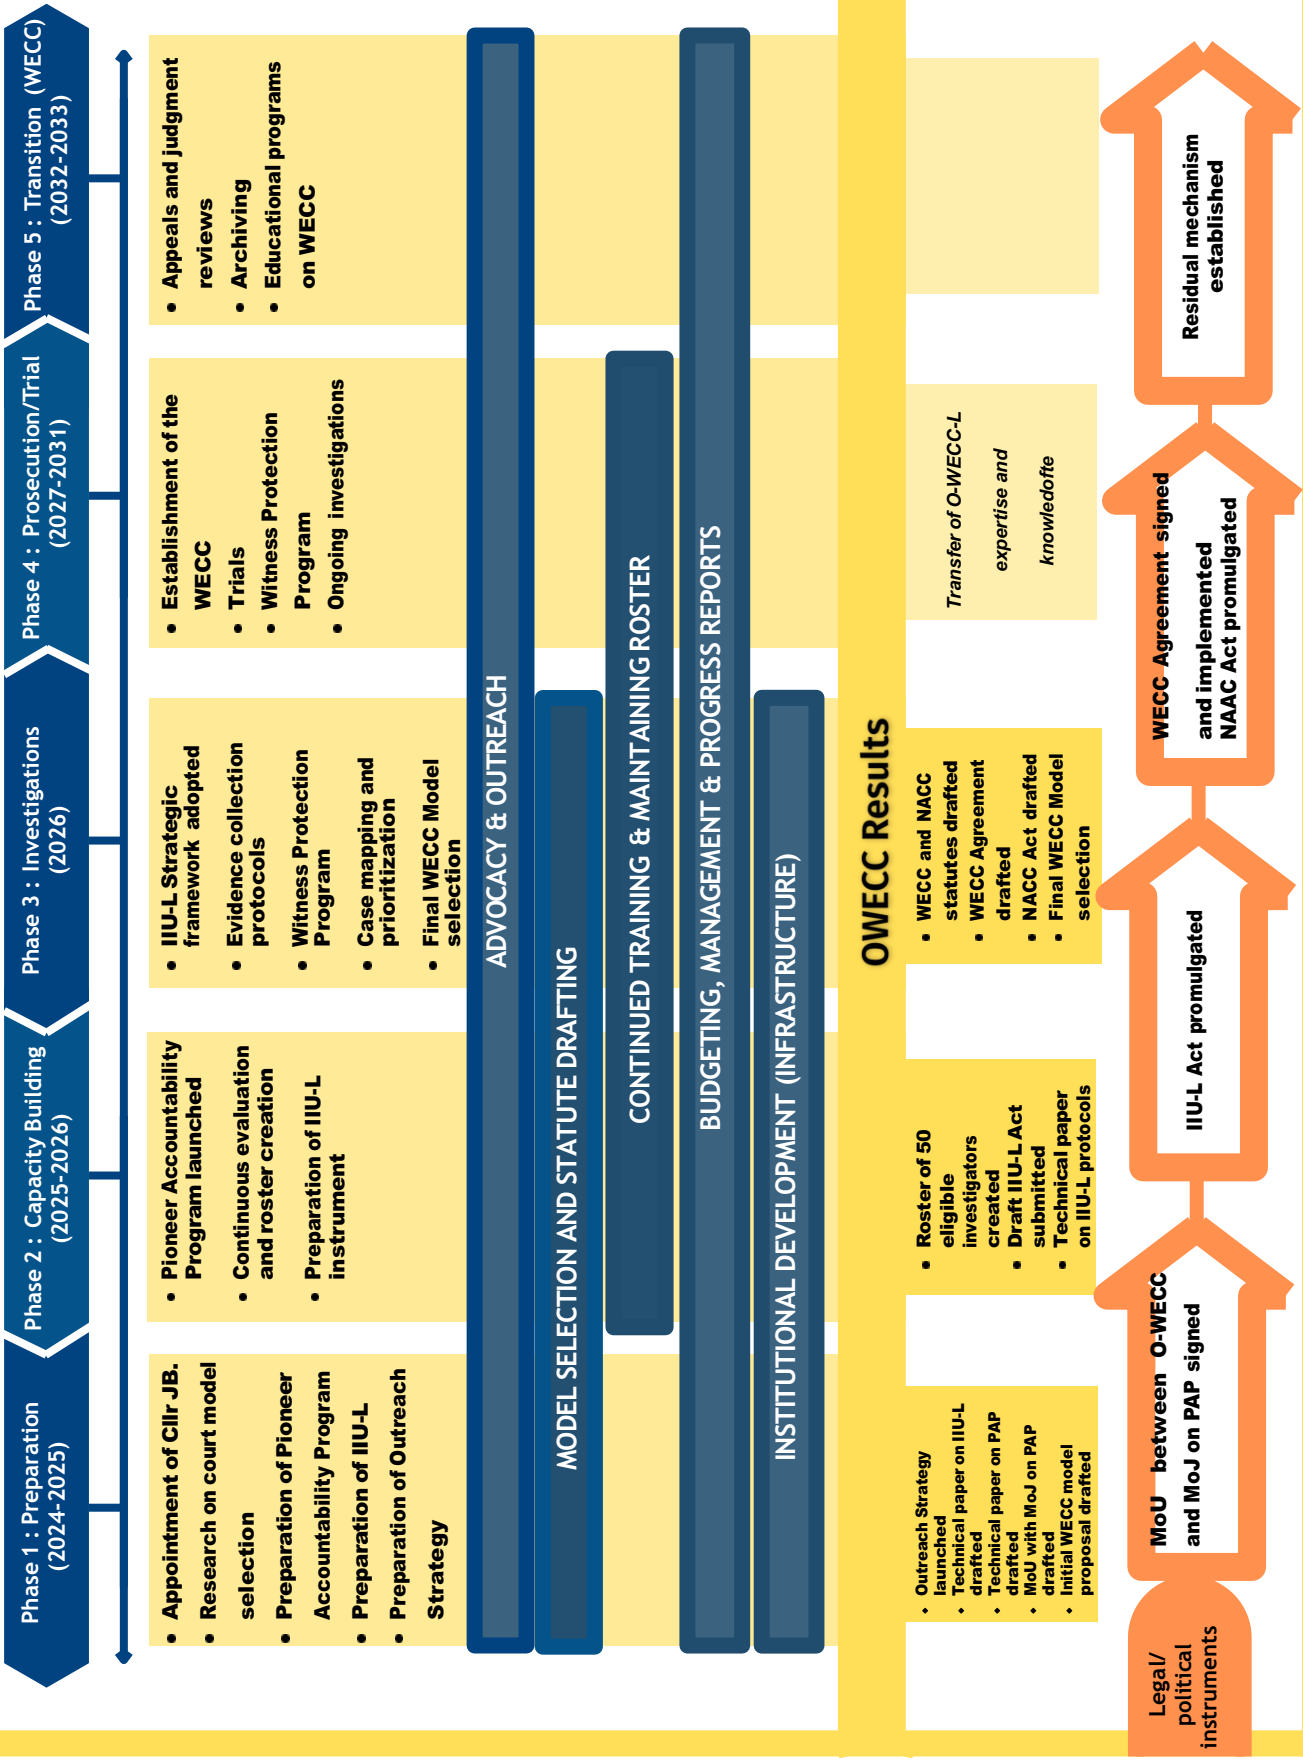 Phase 1 : Preparation
(2024-2025)
Phase 2 : Capacity Building
(2025-2026)
Phase 3 : Investigations
(2026)
Phase 4 : Prosecution/Trial
(2027-2031)
Phase 5 : Transition (WECC)
(2032-2033)
• Appointment of Cllr JB.
• Research on court model
selection
• Preparation of Pioneer
Accountability Program
• Preparation of IIU-L
• Preparation of Outreach
Strategy
• Pioneer Accountability
Program launched
• Continuous evaluation
and roster creation
• Preparation of IIU-L
instrument
• IIU-L Strategic
framework adopted
• Evidence collection
protocols
• Witness Protection
Program
• Case mapping and
prioritization
• Final WECC Model
selection
• Establishment of the
WECC
• Trials
• Witness Protection
Program
• Ongoing investigations
• Appeals and judgment
reviews
• Archiving
• Educational programs
on WECC
ADVOCACY & OUTREACH
MODEL SELECTION AND STATUTE DRAFTING
CONTINUED TRAINING & MAINTAINING ROSTER
BUDGETING, MANAGEMENT & PROGRESS REPORTS
INSTITUTIONAL DEVELOPMENT (INFRASTRUCTURE)
OWECC Results
• Outreach Strategy
launched
• Technical paper on IIU-L
drafted
• Technical paper on PAP
drafted
• MoU with MoJ on PAP
drafted
• Initial WECC model
proposal drafted
• Roster of 50
eligible
investigators
created
• Draft IIU-L Act
submitted
• Technical paper
on IIU-L protocols
• WECC and NACC
statutes drafted
• WECC Agreement
drafted
• NACC Act drafted
• Final WECC Model
selection
Transfer of O-WECC-L
expertise and
knowledofte
Legal/
political
instruments
MoU between O-WECC
and MoJ on PAP signed
IIU-L Act promulgated
WECC Agreement signed
and implemented
NAAC Act promulgated
Residual mechanism
established